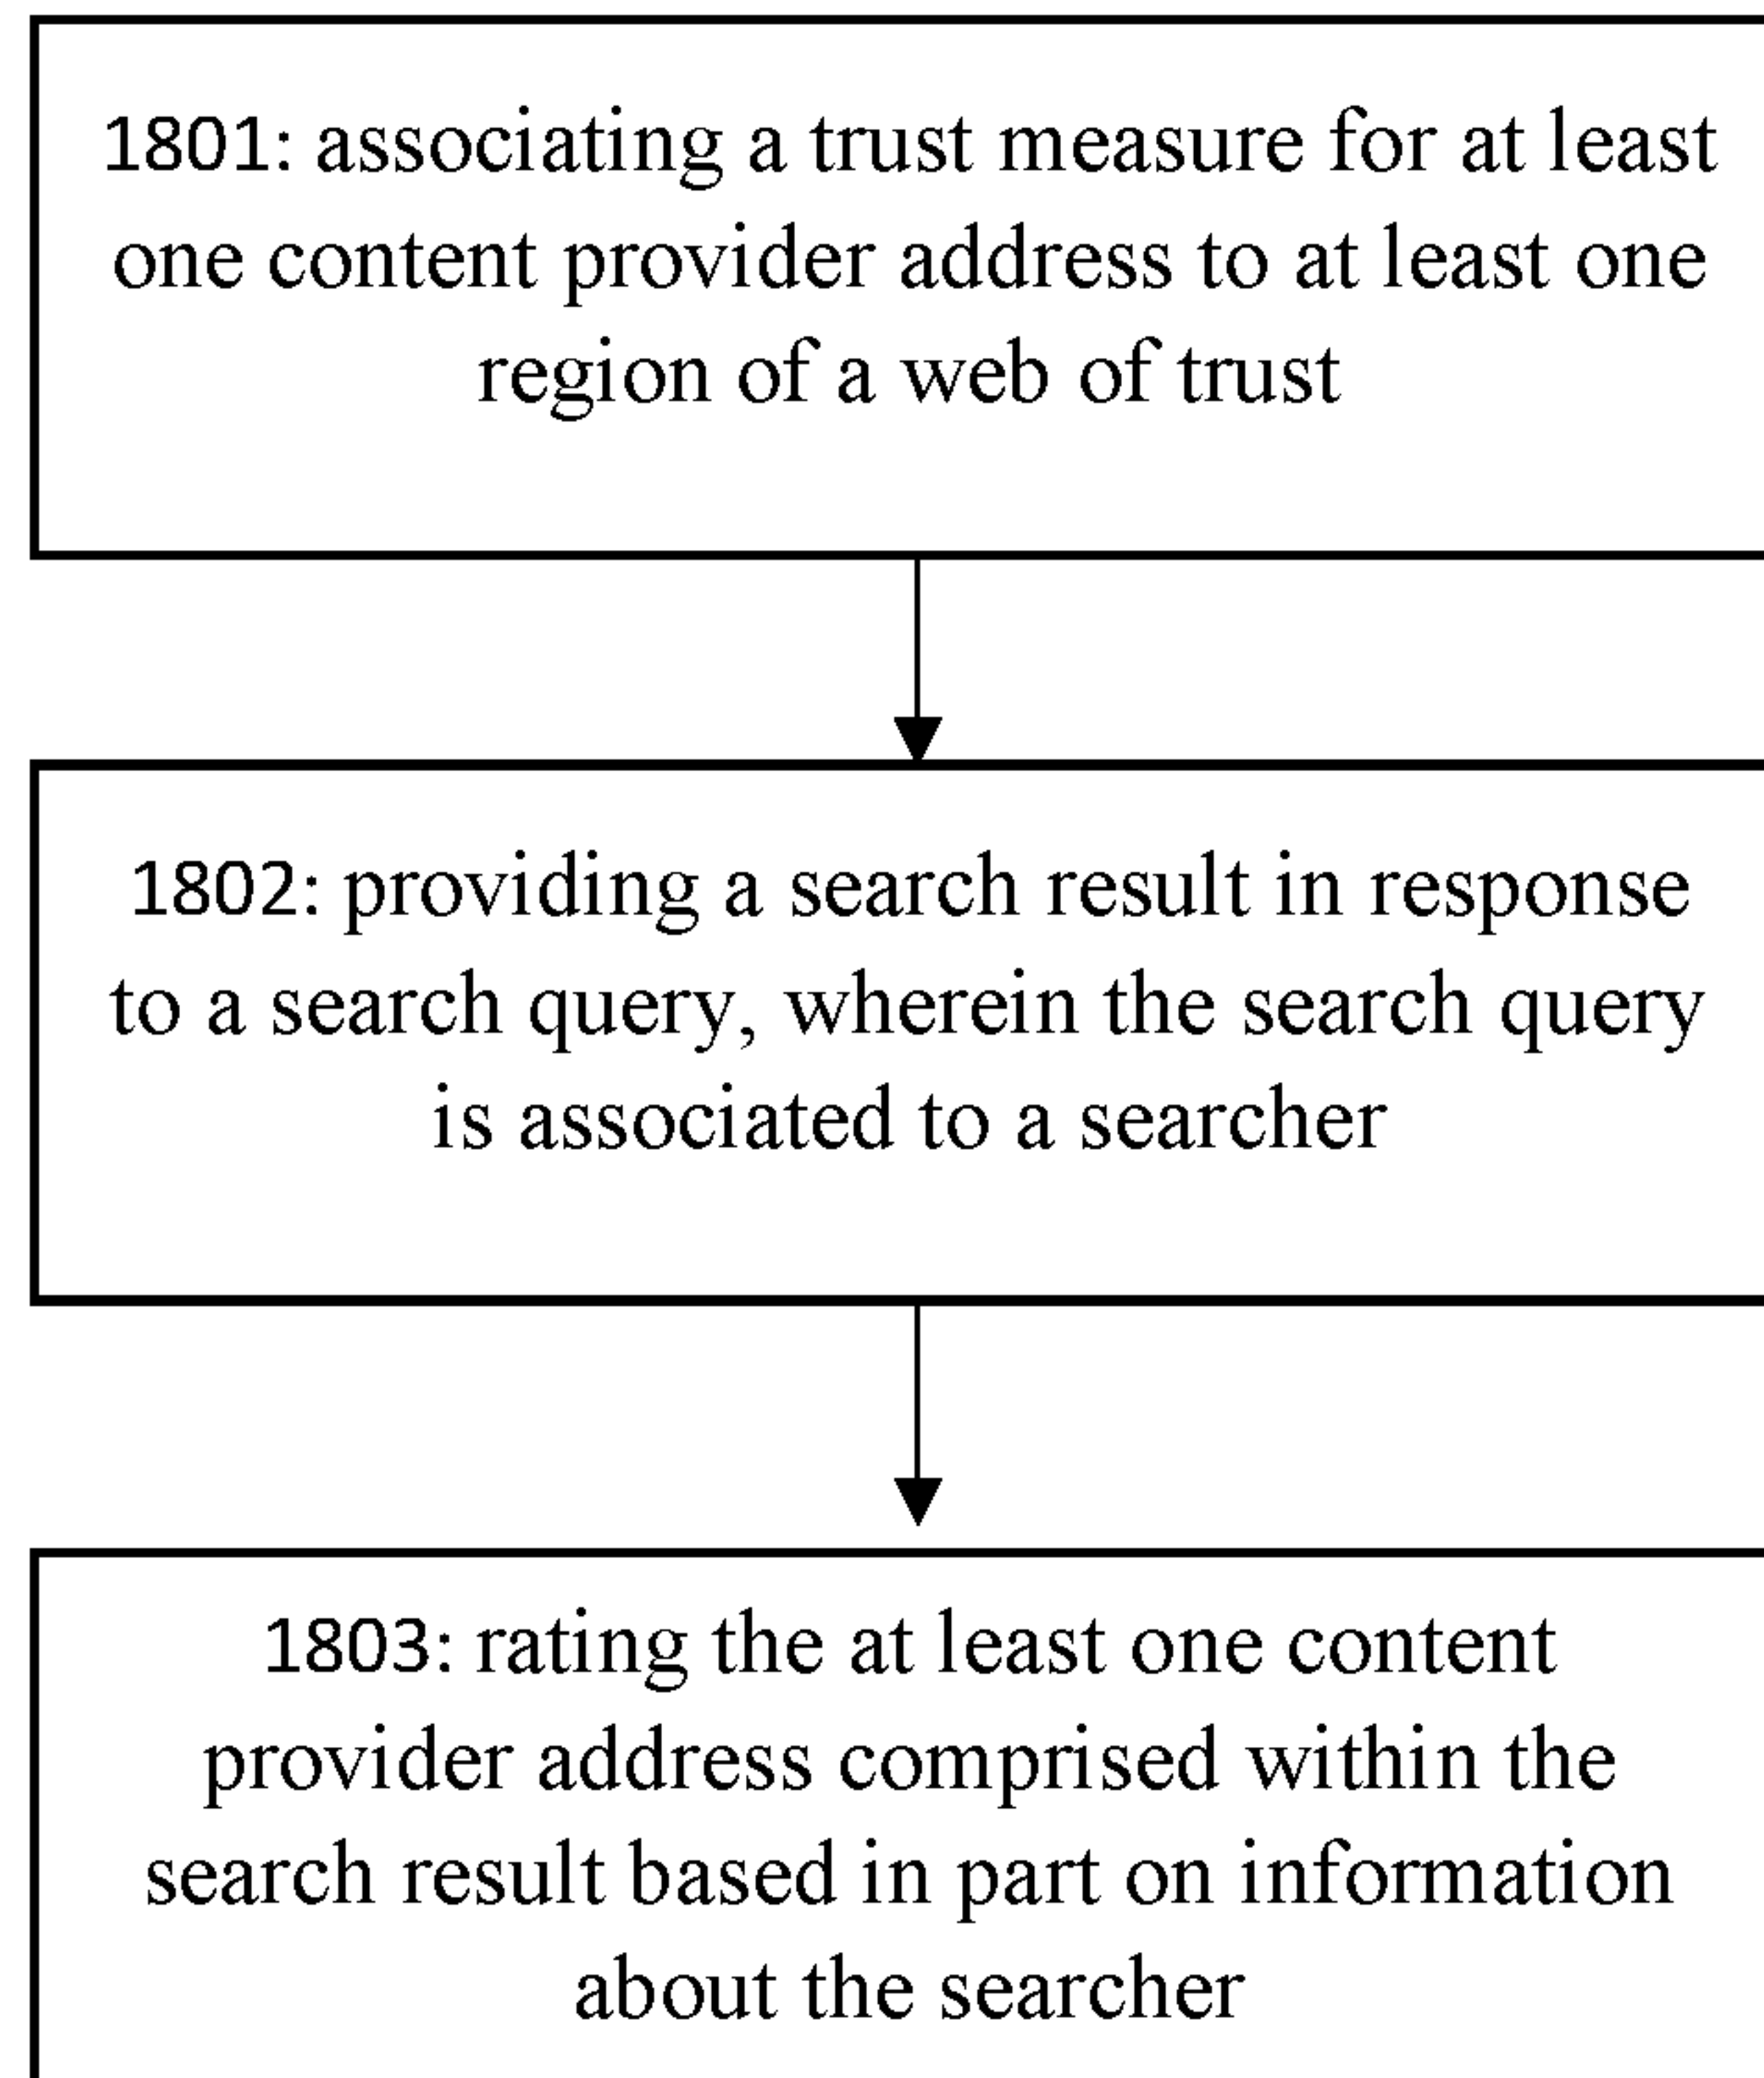 1801: associating a trust measure for at least
one content provider address to at least one
region of a web of trust
1802: providing a search result in response
to a search query, wherein the search query
is associated to a searcher
1803: rating the at least one content
provider address comprised within the
search result based in part on information
about the searcher